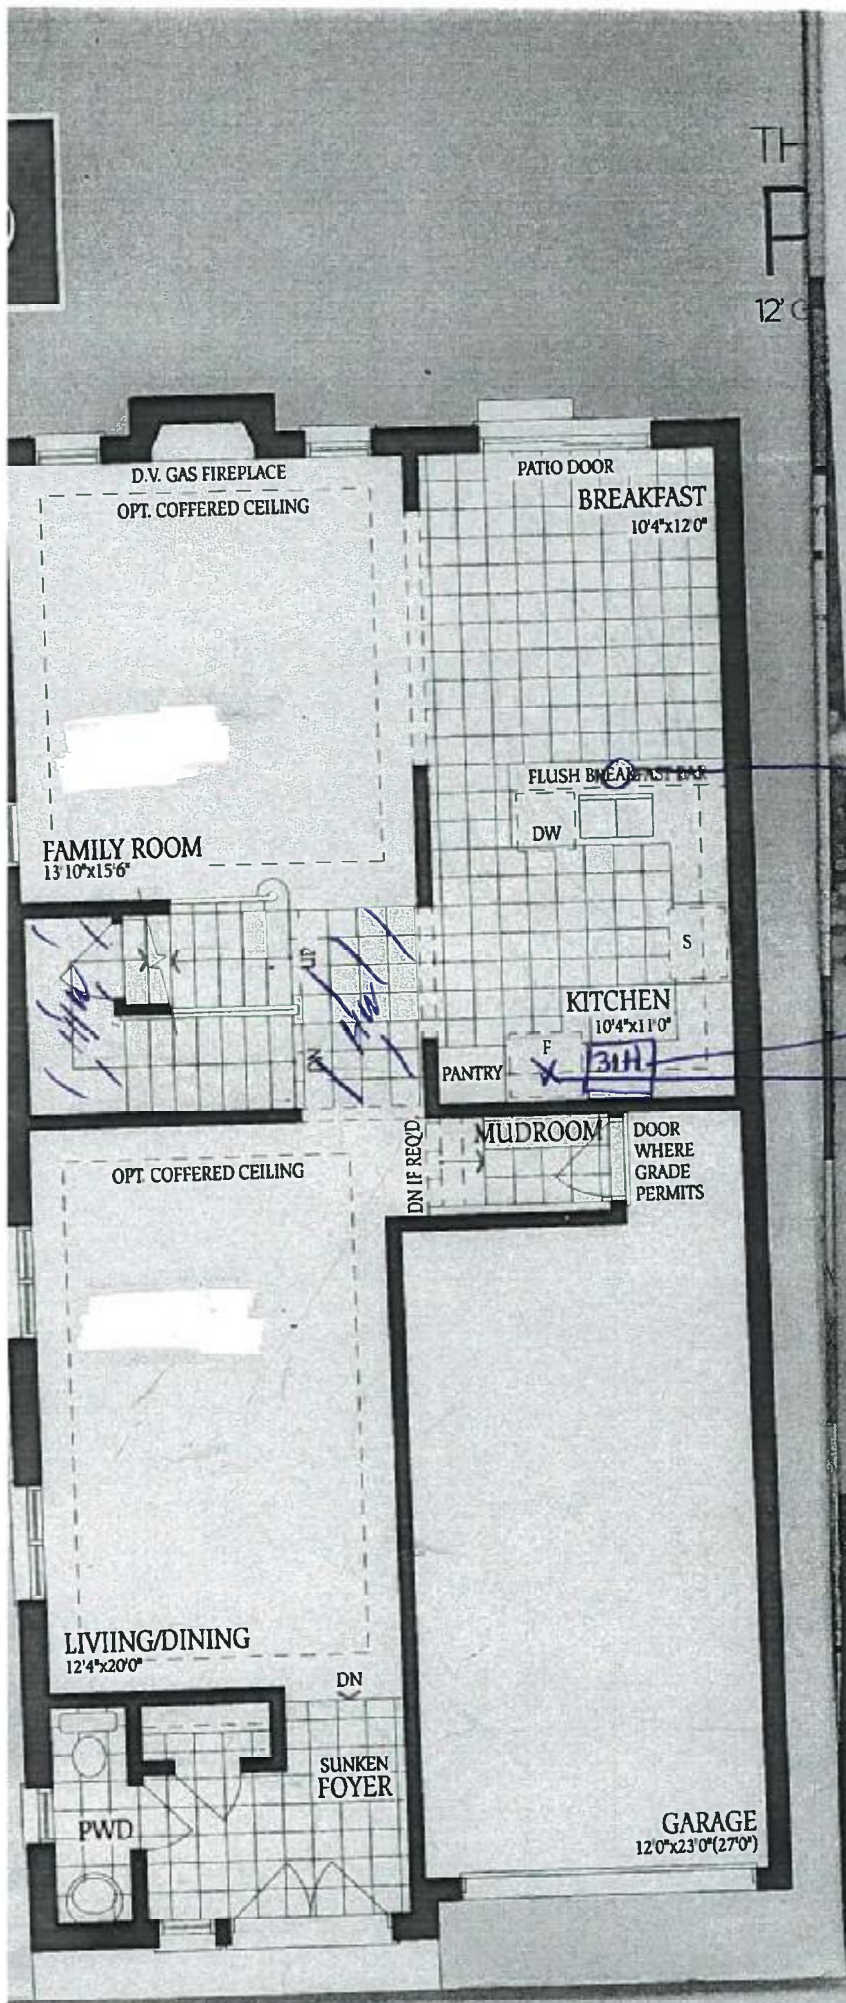 TH
P
12'
D.V. GAS FIREPLACE
OPT. COFFERED CEILING
PATIO DOOR
BREAKFAST
10'4"x12'0"
FLUSH BREAKFAST BAR
DW
FAMILY ROOM
13'10"x15'6"
UP
S
HW
HW
KITCHEN
10'4"x11'0"
DN
PANTRY
F
X
DN IF REQ'D
MUDROOM
DOOR
WHERE
GRADE
PERMITS
OPT. COFFERED CEILING
LIVIING/DINING
12'4"x20'0"
DN
SUNKEN
FOYER
PWD
GARAGE
12'0"x23'0"(27'0")